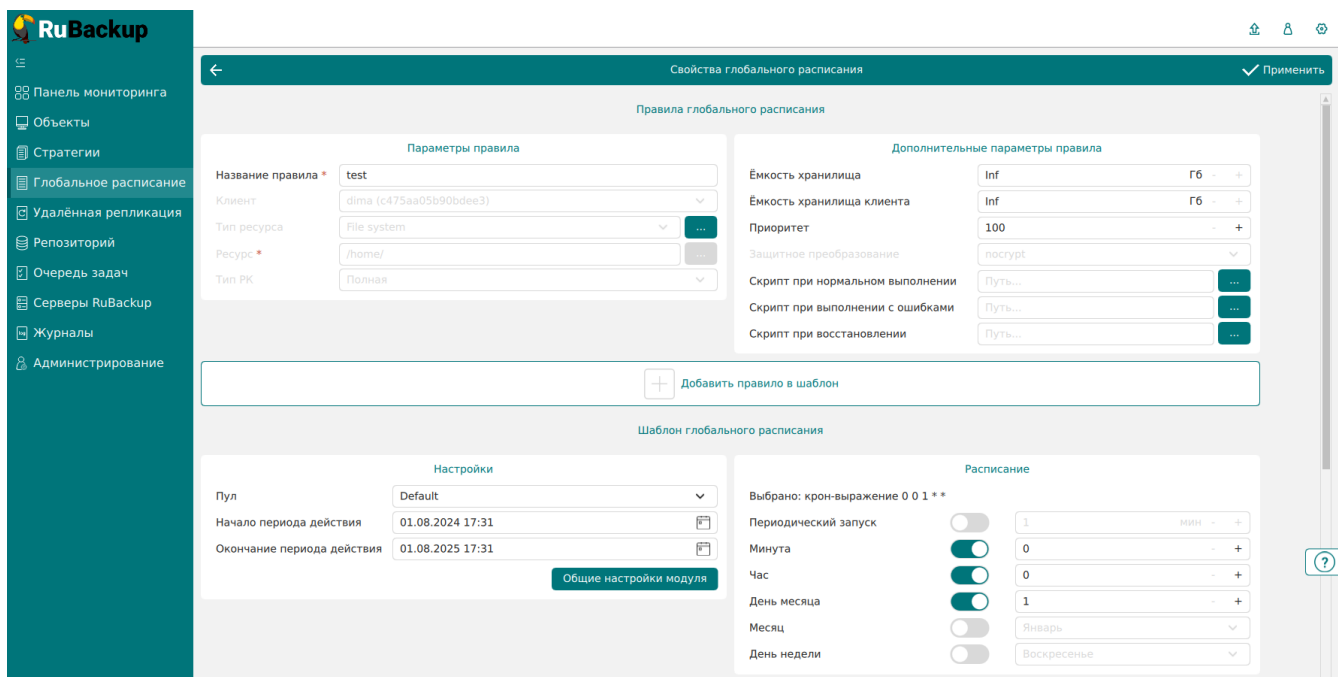 RuBackup
Панель мониторинга
Объекты
Стратегии
Глобальное расписание
Удалённая репликация
Репозиторий
Очередь задач
Серверы RuBackup
Журналы
Администрирование
Свойства глобального расписания
Применить
Правила глобального расписания
Параметры правила
Название правила * test
Клиент dima (c475aa05b90bdee3)
Тип ресурса File system ...
Ресурс * /home/ ...
Тип РК Полная
Дополнительные параметры правила
Ёмкость хранилища Inf Гб - +
Ёмкость хранилища клиента Inf Гб - +
Приоритет 100 - +
Защитное преобразование nocrypt
Скрипт при нормальном выполнении Путь... ...
Скрипт при выполнении с ошибками Путь... ...
Скрипт при восстановлении Путь... ...
+ Добавить правило в шаблон
Шаблон глобального расписания
Настройки
Пул Default
Начало периода действия 01.08.2024 17:31
Окончание периода действия 01.08.2025 17:31
Общие настройки модуля
Расписание
Выбрано: крон-выражение 0 0 1 * *
Периодический запуск 1 мин - +
Минута 0 - +
Час 0 - +
День месяца 1 - +
Месяц Январь
День недели Воскресенье
?